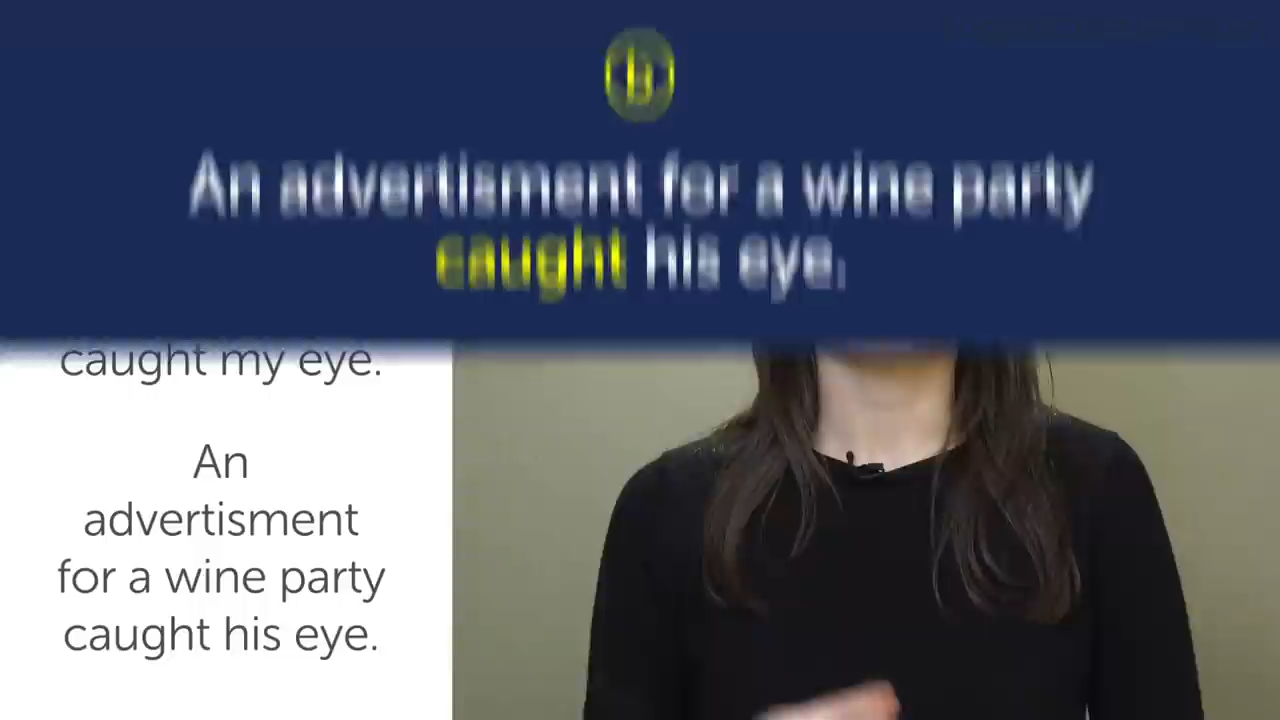 b
An advertisment for a wine party
caught his eye.
caught my eye.
An
advertisment
for a wine party
caught his eye.